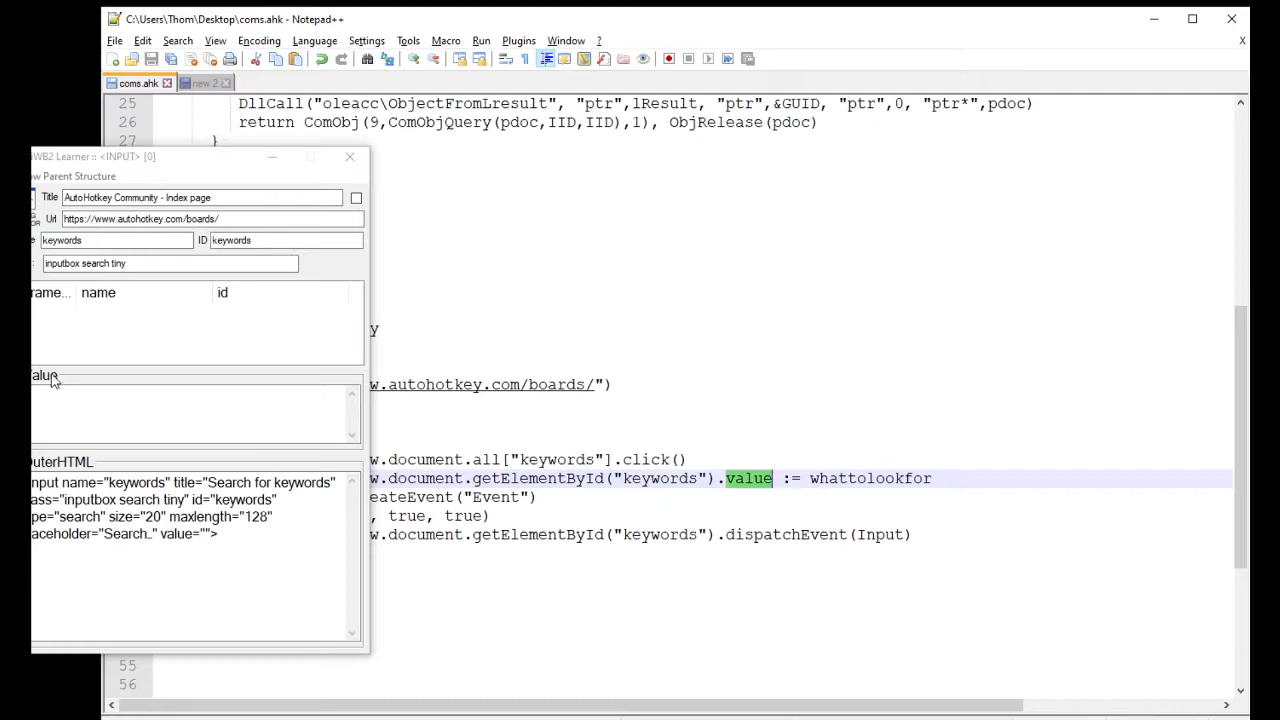 C:\Users\Thom\Desktop\coms.ahk - Notepad++
File Edit Search View Encoding Language Settings Tools Macro Run Plugins Window ? X
coms.ahk new 2
25 DllCall("oleacc\ObjectFromLresult", "ptr",lResult, "ptr",&GUID, "ptr",0, "ptr*",pdoc)
26 return ComObj(9,ComObjQuery(pdoc,IID,IID),1), ObjRelease(pdoc)
27 }
iWB2 Learner :: <INPUT> [0]
ow Parent Structure
Title AutoHotkey Community - Index page
Url https://www.autohotkey.com/boards/
e keywords ID keywords
: inputbox search tiny
rame... name id
y
alue
w.autohotkey.com/boards/")
w.document.all["keywords"].click()
uterHTML
w.document.getElementById("keywords").value := whattolookfor
nput name="keywords" title="Search for keywords"
ass="inputbox search tiny" id="keywords"
eateEvent("Event")
pe="search" size="20" maxlength="128"
, true, true)
aceholder="Search.." value="">
w.document.getElementById("keywords").dispatchEvent(Input)
55
56